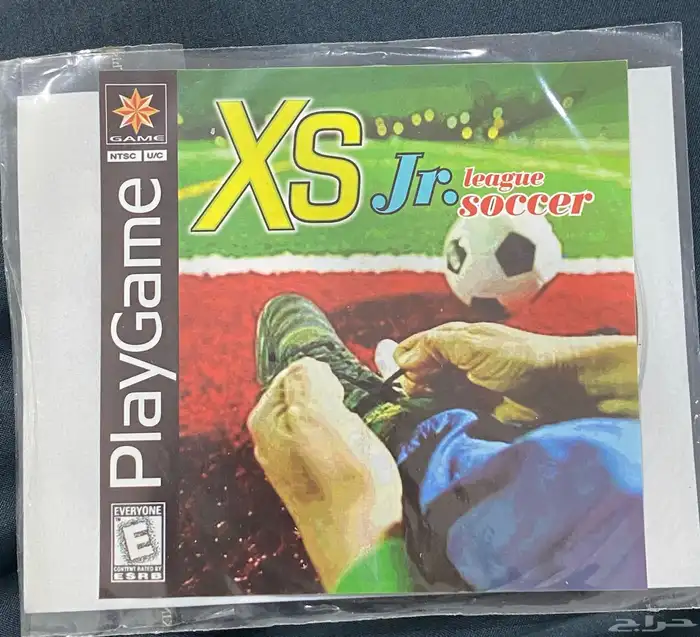 GAME
NTSC U/C
PlayGame
EVERYONE
E
CONTENT RATED BY
ESRB
XS
Jr. league
soccer
حراج